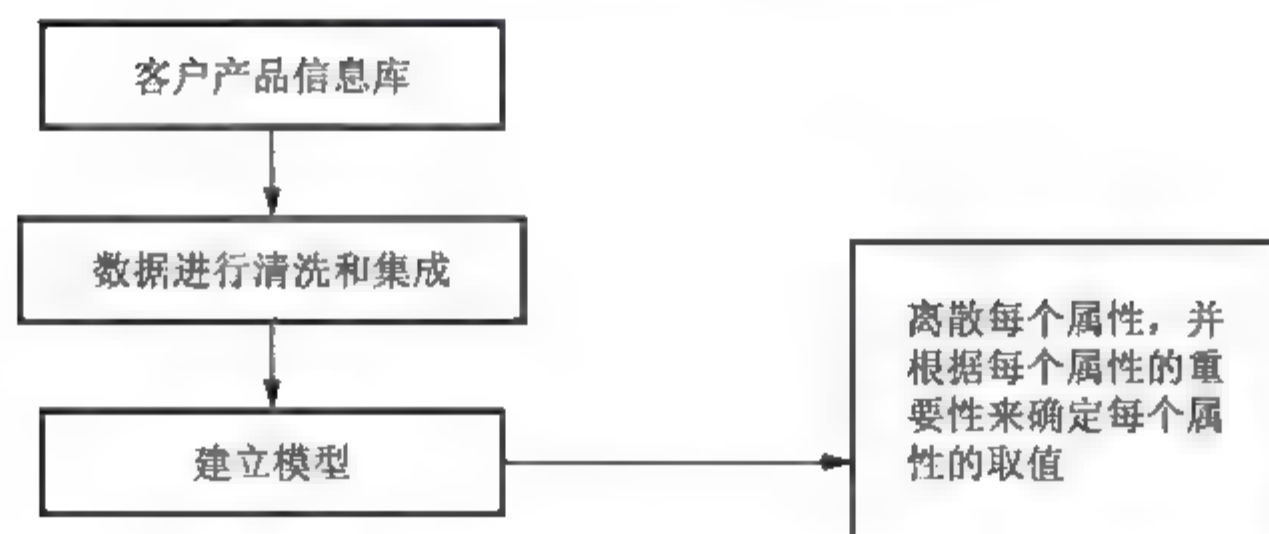 客户产品信息库
数据进行清洗和集成
建立模型
离散每个属性，并
根据每个属性的重
要性来确定每个属
性的取值